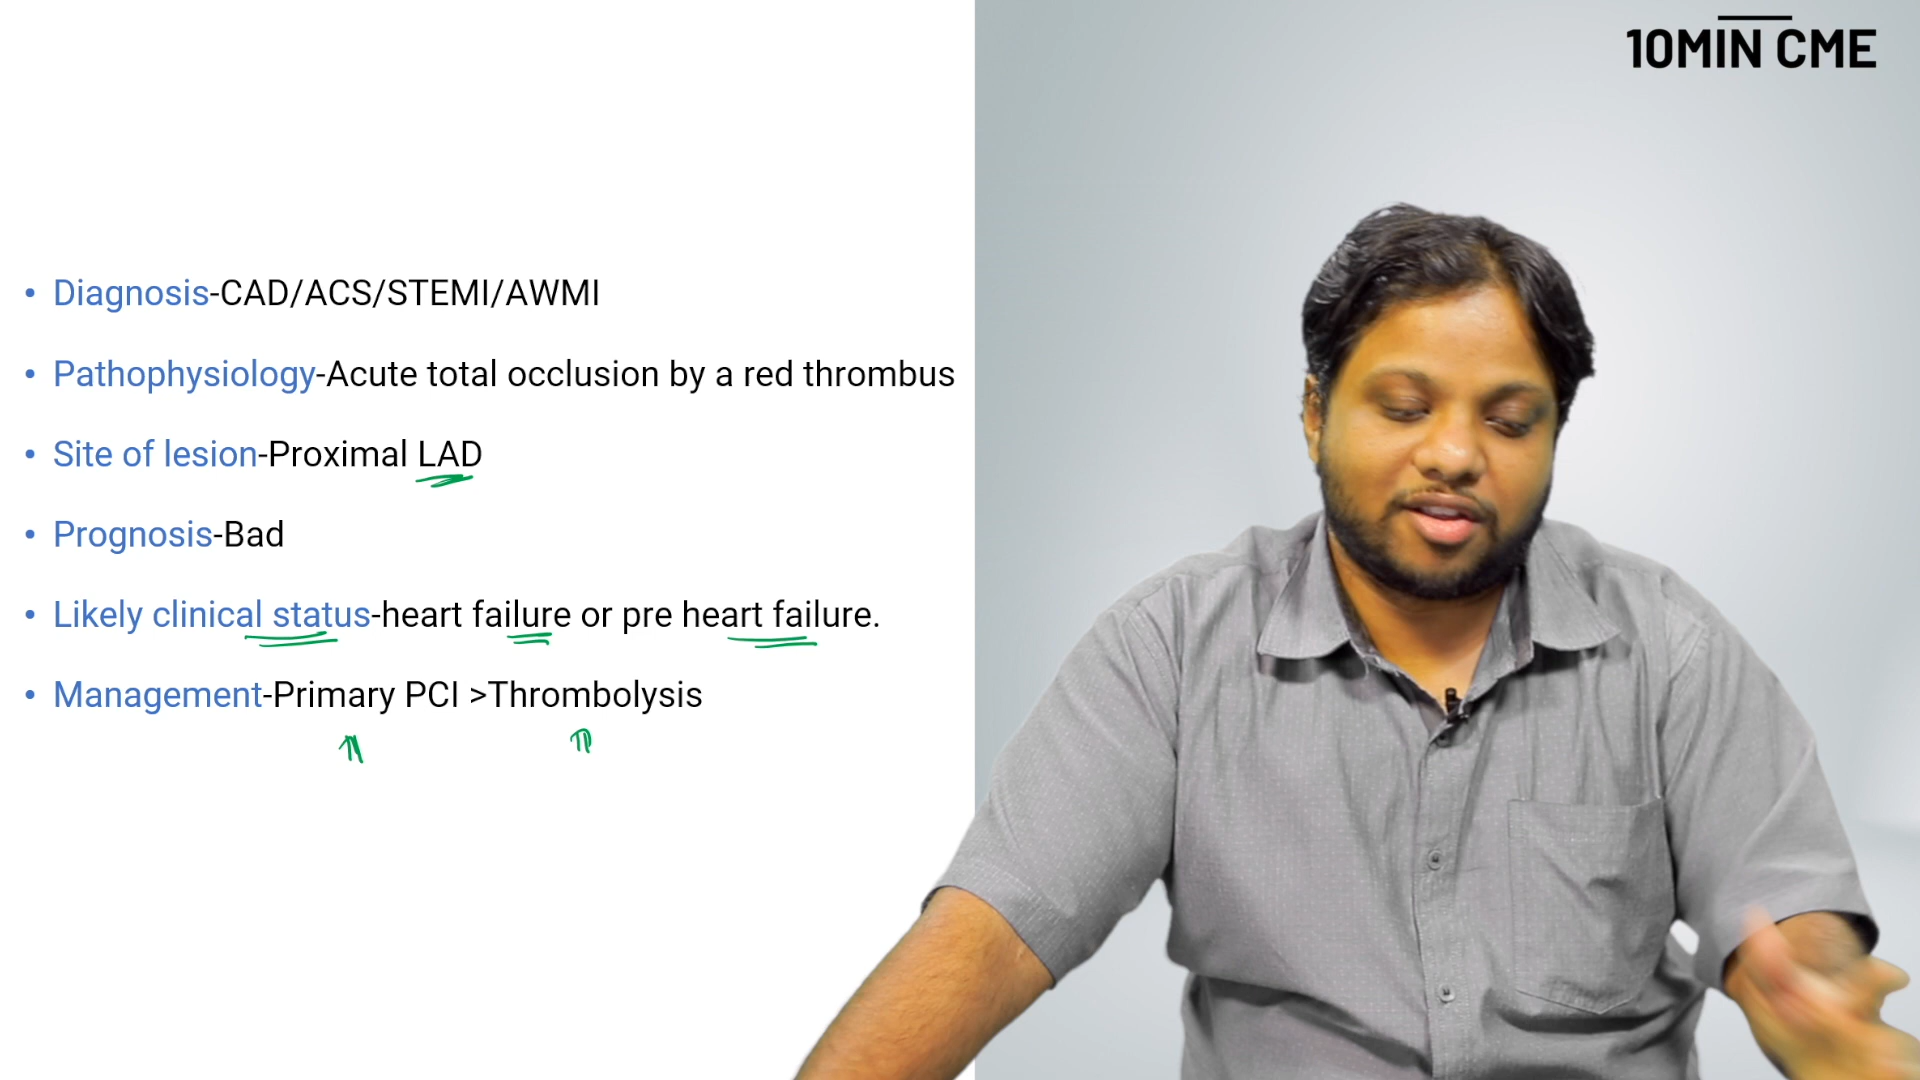 10MIN CME
• Diagnosis-CAD/ACS/STEMI/AWMI
• Pathophysiology-Acute total occlusion by a red thrombus
• Site of lesion-Proximal LAD
• Prognosis-Bad
• Likely clinical status-heart failure or pre heart failure.
• Management-Primary PCI >Thrombolysis